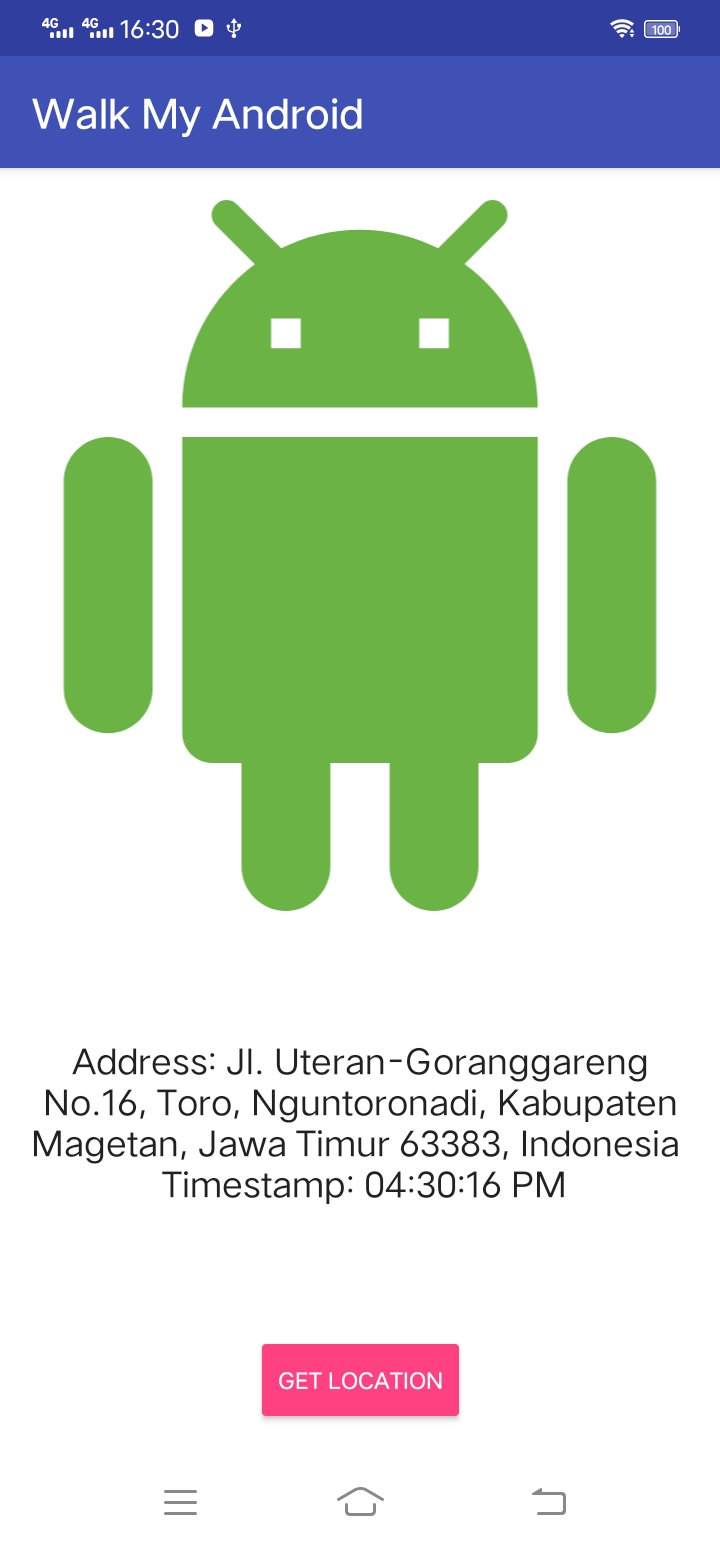 4G 4G 16:30 100
Walk My Android
Address: Jl. Uteran-Goranggareng
No.16, Toro, Nguntoronadi, Kabupaten
Magetan, Jawa Timur 63383, Indonesia
Timestamp: 04:30:16 PM
GET LOCATION